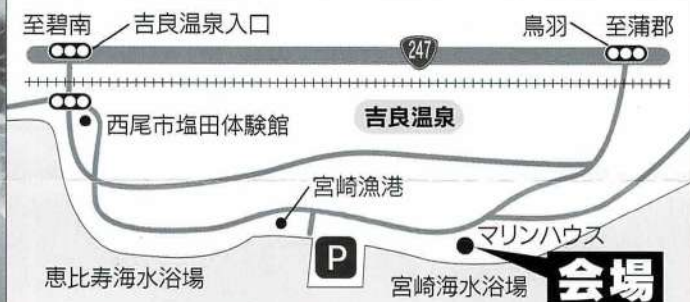 至碧南
吉良温泉入口
247
鳥羽
至蒲郡
西尾市塩田体験館
吉良温泉
宮崎漁港
マリンハウス
P
恵比寿海水浴場
宮崎海水浴場
会場